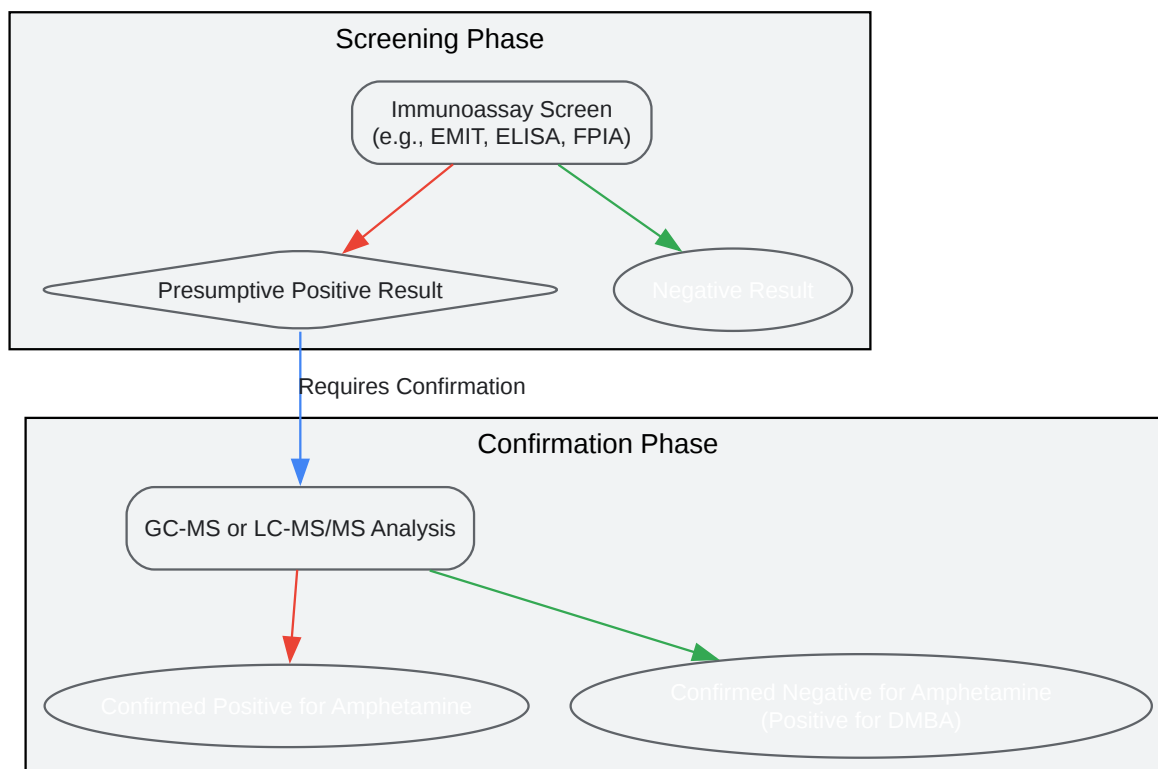 Screening Phase
Immunoassay Screen
(e.g., EMIT, ELISA, FPIA)
Presumptive Positive Result
Negative Result
Requires Confirmation
Confirmation Phase
GC-MS or LC-MS/MS Analysis
Confirmed Positive for Amphetamine
Confirmed Negative for Amphetamine
(Positive for DMBA)